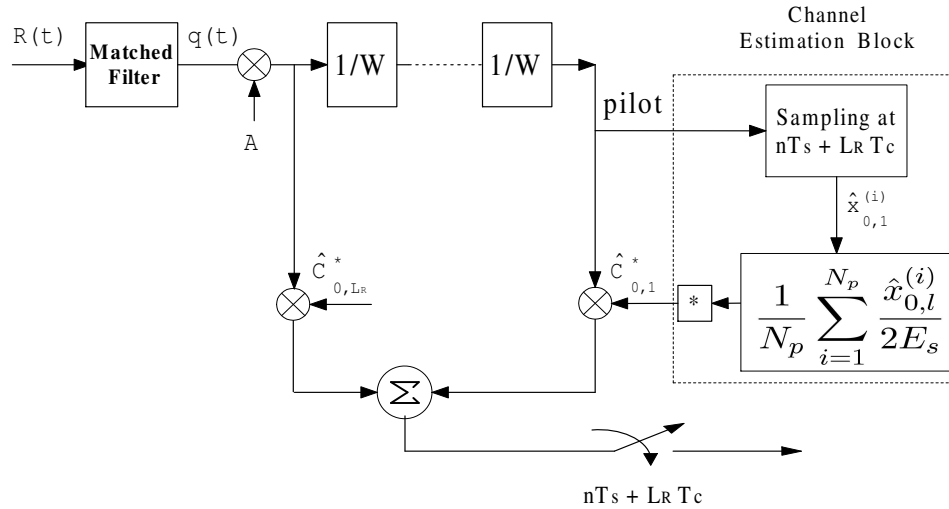 Channel
Estimation Block
R(t)
Matched
Filter
q(t)
A
1/W
1/W
pilot
Sampling at
nTs + LR Tc
x̂ 0,1 (i)
Ĉ 0,LR *
Ĉ 0,1 *
*
1/Np ∑ i=1 Np x̂ 0,l (i) / 2Es
Σ
nTs + LR Tc